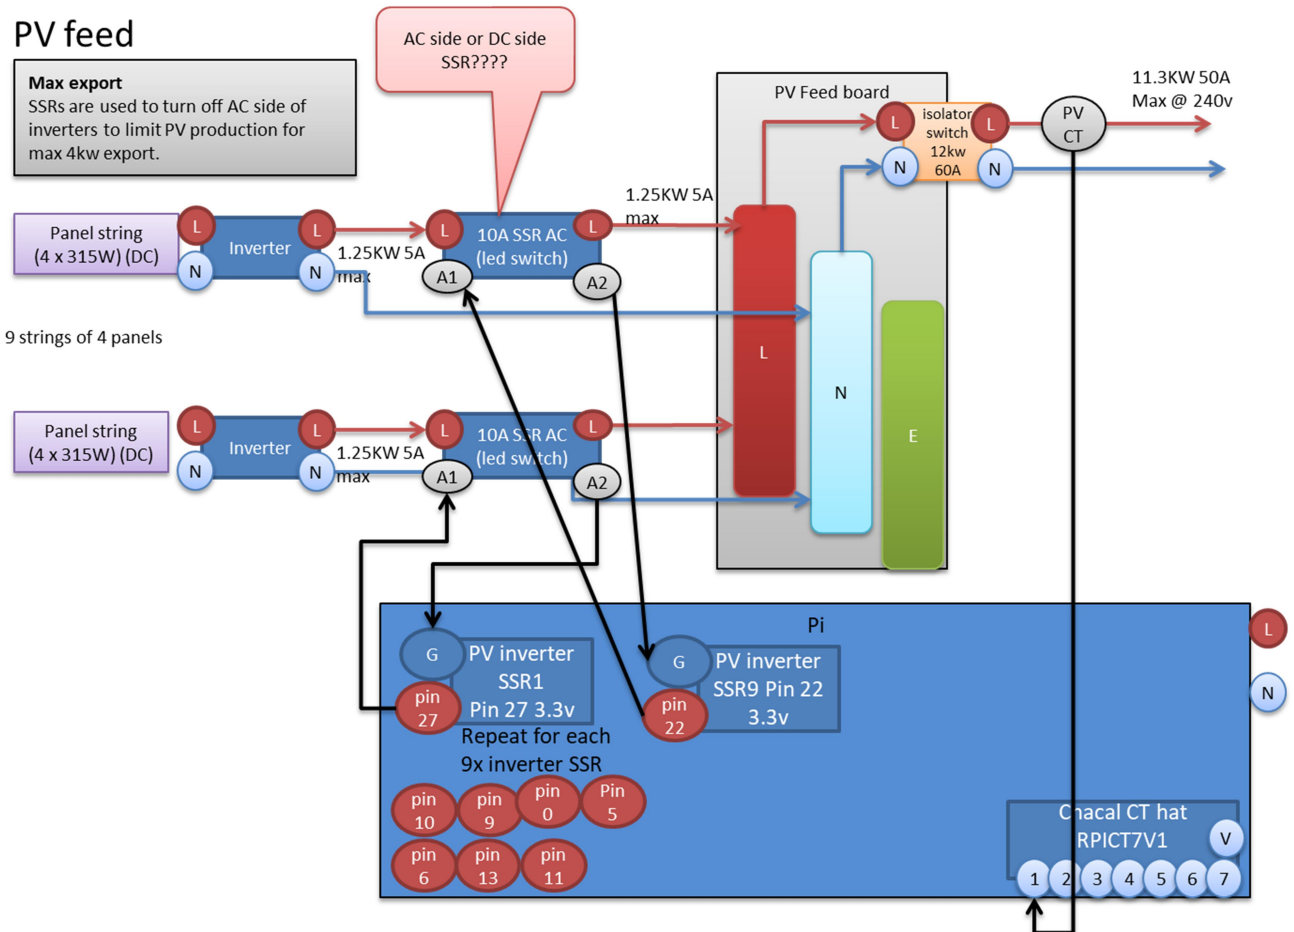 PV feed
Max export
SSRs are used to turn off AC side of
inverters to limit PV production for
max 4kw export.
AC side or DC side
SSR????
PV Feed board
11.3KW 50A
Max @ 240v
L
isolator
switch
12kw
60A
L
PV
CT
N
N
1.25KW 5A
max
Panel string
(4 x 315W) (DC)
L
N
Inverter
L
N
1.25KW 5A
max
L
10A SSR AC
(led switch)
L
A1
A2
9 strings of 4 panels
L
N
E
Panel string
(4 x 315W) (DC)
L
N
Inverter
L
N
1.25KW 5A
max
L
10A SSR AC
(led switch)
L
A1
A2
Pi
L
N
G
PV inverter
SSR1
Pin 27 3.3v
pin
27
G
PV inverter
SSR9 Pin 22
3.3v
pin
22
Repeat for each
9x inverter SSR
pin
10
pin
9
pin
0
Pin
5
pin
6
pin
13
pin
11
Chacal CT hat
RPICT7V1
V
1
2
3
4
5
6
7